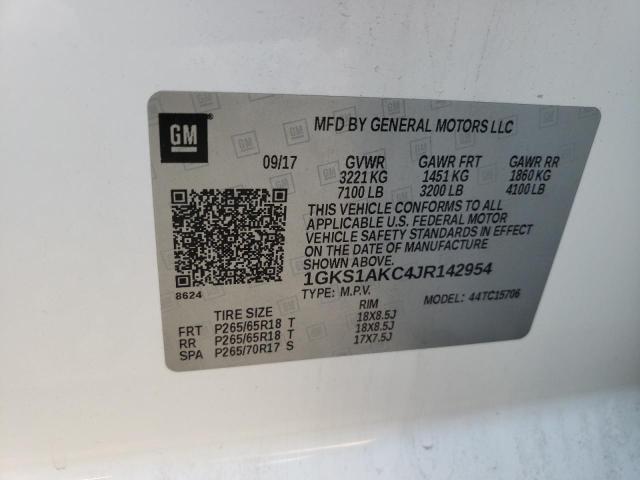 GM
MFD BY GENERAL MOTORS LLC
09/17 GVWR GAWR FRT GAWR RR
3221 KG 1451 KG 1860 KG
7100 LB 3200 LB 4100 LB
THIS VEHICLE CONFORMS TO ALL
APPLICABLE U.S. FEDERAL MOTOR
VEHICLE SAFETY STANDARDS IN EFFECT
ON THE DATE OF MANUFACTURE
SHOWN ABOVE.
1GKS1AKC4JR142954
8624 TYPE: M.P.V. MODEL: 44TC15706
TIRE SIZE RIM
FRT P265/65R18 T 18X8.5J
RR P265/65R18 T 18X8.5J
SPA P265/70R17 S 17X7.5J